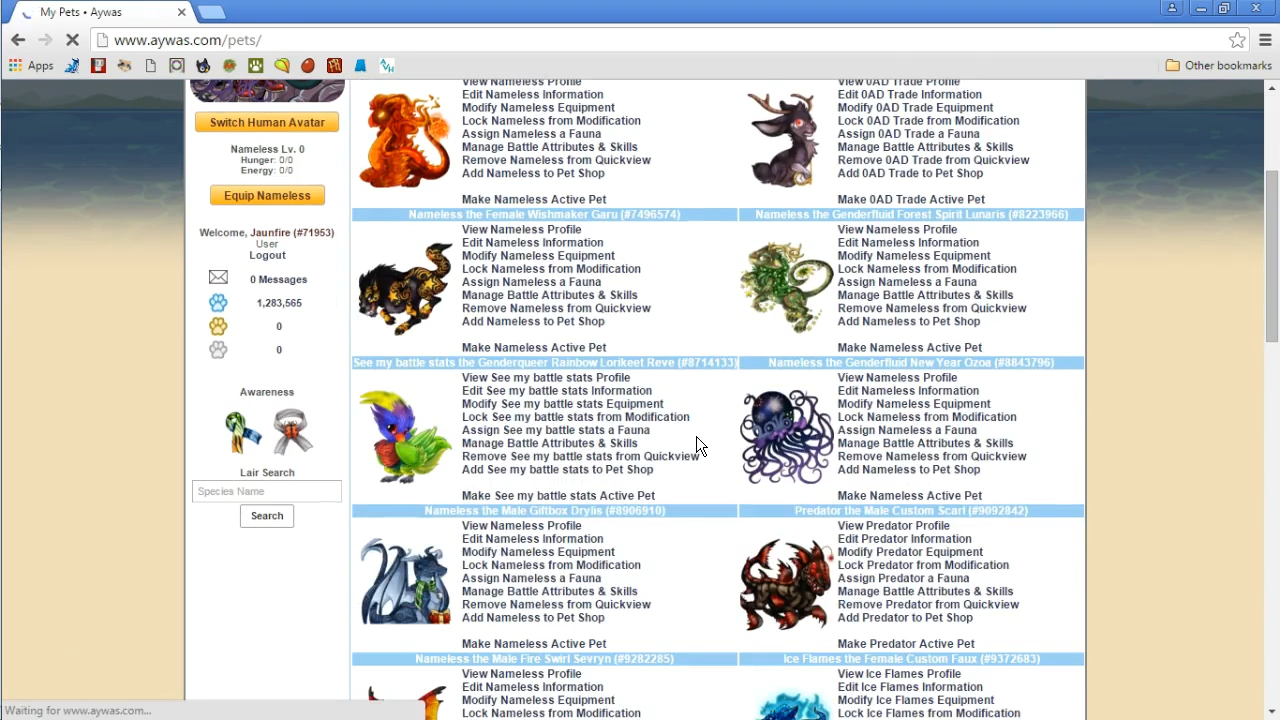 My Pets • Aywas
www.aywas.com/pets/
Apps
Other bookmarks
Switch Human Avatar
Nameless Lv. 0
Hunger: 0/0
Energy: 0/0
Equip Nameless
Welcome, Jaunfire (#71953)
User
Logout
0 Messages
1,283,565
0
0
Awareness
Lair Search
Species Name
Search
View Nameless Profile
Edit Nameless Information
Modify Nameless Equipment
Lock Nameless from Modification
Assign Nameless a Fauna
Manage Battle Attributes & Skills
Remove Nameless from Quickview
Add Nameless to Pet Shop
Make Nameless Active Pet
View 0AD Trade Profile
Edit 0AD Trade Information
Modify 0AD Trade Equipment
Lock 0AD Trade from Modification
Assign 0AD Trade a Fauna
Manage Battle Attributes & Skills
Remove 0AD Trade from Quickview
Add 0AD Trade to Pet Shop
Make 0AD Trade Active Pet
Nameless the Female Wishmaker Garu (#7496574)
View Nameless Profile
Edit Nameless Information
Modify Nameless Equipment
Lock Nameless from Modification
Assign Nameless a Fauna
Manage Battle Attributes & Skills
Remove Nameless from Quickview
Add Nameless to Pet Shop
Make Nameless Active Pet
Nameless the Genderfluid Forest Spirit Lunaris (#8223966)
View Nameless Profile
Edit Nameless Information
Modify Nameless Equipment
Lock Nameless from Modification
Assign Nameless a Fauna
Manage Battle Attributes & Skills
Remove Nameless from Quickview
Add Nameless to Pet Shop
Make Nameless Active Pet
See my battle stats the Genderqueer Rainbow Lorikeet Reve (#8714133)
View See my battle stats Profile
Edit See my battle stats Information
Modify See my battle stats Equipment
Lock See my battle stats from Modification
Assign See my battle stats a Fauna
Manage Battle Attributes & Skills
Remove See my battle stats from Quickview
Add See my battle stats to Pet Shop
Make See my battle stats Active Pet
Nameless the Genderfluid New Year Ozoa (#8843796)
View Nameless Profile
Edit Nameless Information
Modify Nameless Equipment
Lock Nameless from Modification
Assign Nameless a Fauna
Manage Battle Attributes & Skills
Remove Nameless from Quickview
Add Nameless to Pet Shop
Make Nameless Active Pet
Nameless the Male Giftbox Drylis (#8906910)
View Nameless Profile
Edit Nameless Information
Modify Nameless Equipment
Lock Nameless from Modification
Assign Nameless a Fauna
Manage Battle Attributes & Skills
Remove Nameless from Quickview
Add Nameless to Pet Shop
Make Nameless Active Pet
Predator the Male Custom Scarl (#9092842)
View Predator Profile
Edit Predator Information
Modify Predator Equipment
Lock Predator from Modification
Assign Predator a Fauna
Manage Battle Attributes & Skills
Remove Predator from Quickview
Add Predator to Pet Shop
Make Predator Active Pet
Nameless the Male Fire Swirl Sevryn (#9282285)
View Nameless Profile
Edit Nameless Information
Modify Nameless Equipment
Lock Nameless from Modification
Ice Flames the Female Custom Faux (#9372683)
View Ice Flames Profile
Edit Ice Flames Information
Modify Ice Flames Equipment
Lock Ice Flames from Modification
Waiting for www.aywas.com...